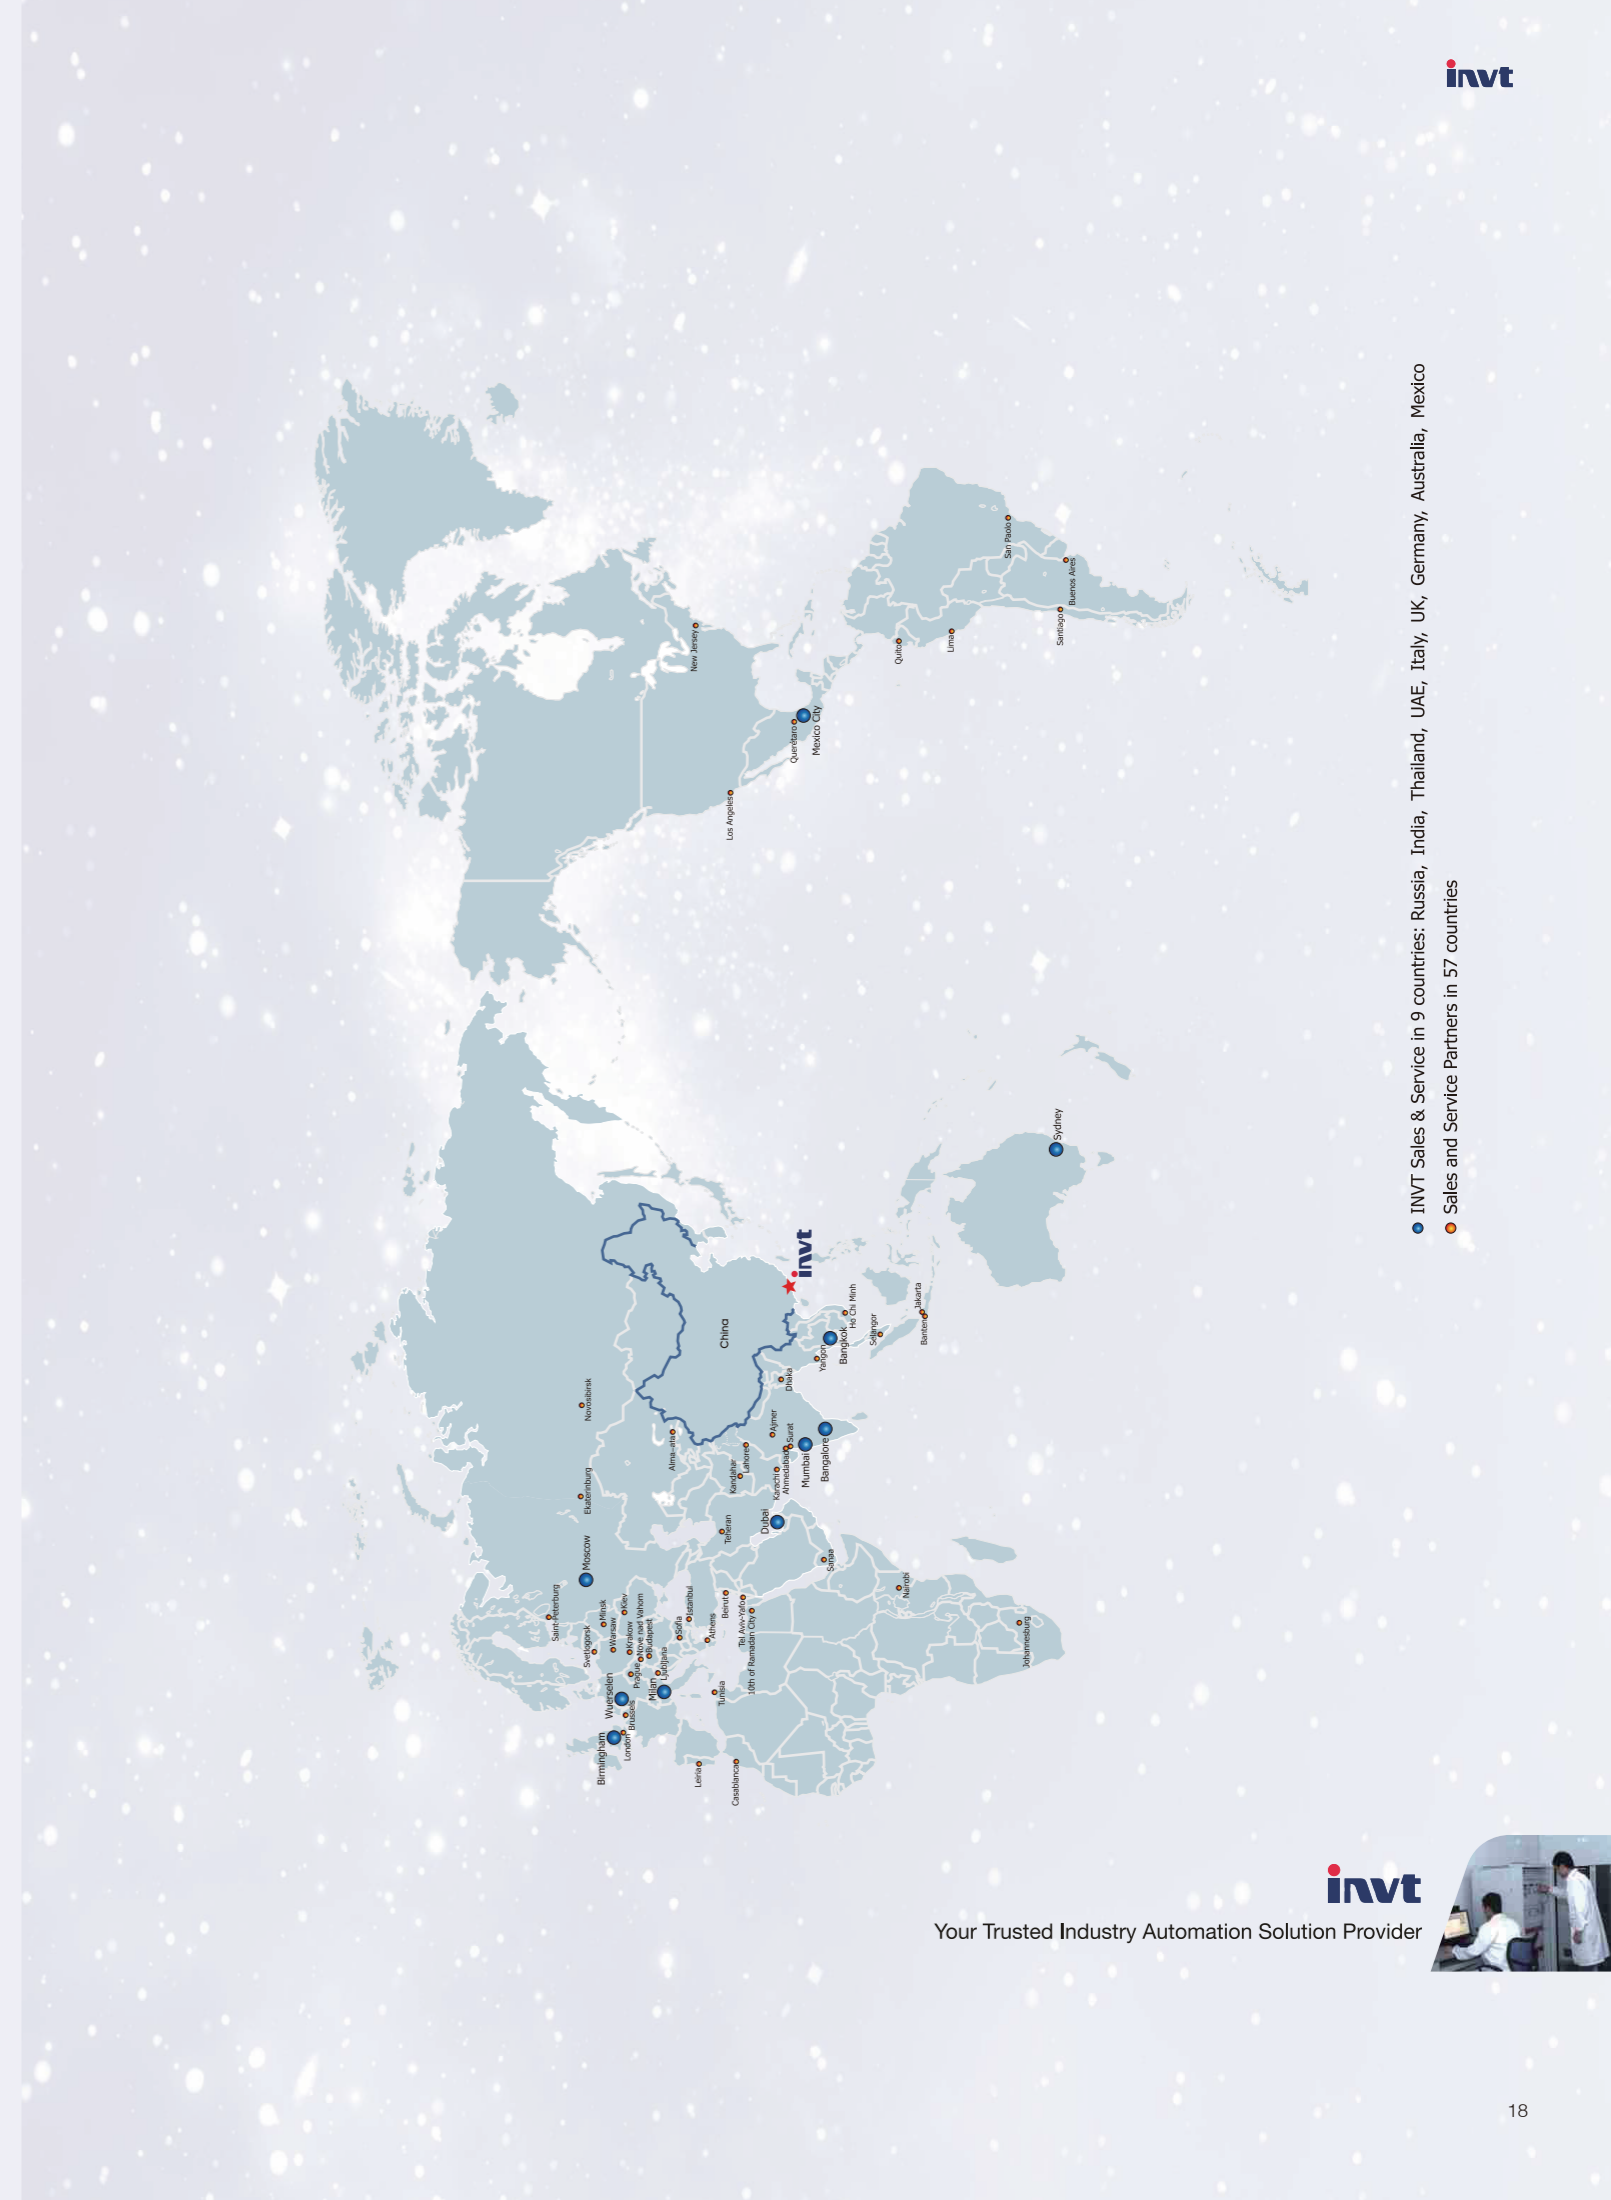 invt
Saint-Peterburg
Moscow
Ekaterinburg
Novosibirsk
Svetlogorsk
Minsk
Warsaw
Kiev
Krakow
Nove nad Vahom
Budapest
Prague
Wuerselen
Brussels
Birmingham
London
Milan
Ljubljana
Sofia
Istanbul
Athens
Leiria
Casablanca
Tunisia
Beirut
Tel Aviv-Yafo
10th of Ramadan City
Teheran
Dubai
Sanaa
Nairobi
Johannesburg
Alma-ata
Kandahar
Lahore
Karachi
Ahmedabad
Ajmer
Surat
Mumbai
Bangalore
Dhaka
Yangon
Bangkok
Ho Chi Minh
Selangor
Banten
Jakarta
China
invt
Sydney
Los Angeles
New Jersey
Queretaro
Mexico City
Quito
Lima
Santiago
Buenos Aires
San Paolo
INVT Sales & Service in 9 countries: Russia, India, Thailand, UAE, Italy, UK, Germany, Australia, Mexico
Sales and Service Partners in 57 countries
invt
Your Trusted Industry Automation Solution Provider
18